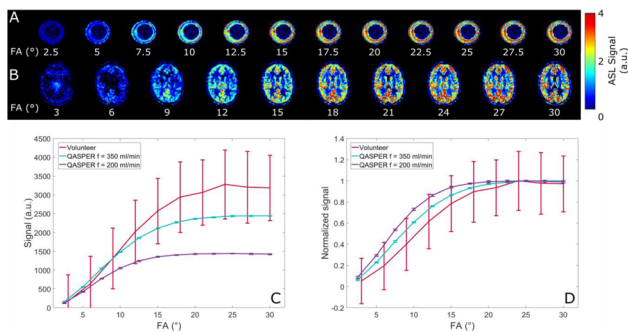 A
FA (°) 2.5 5 7.5 10 12.5 15 17.5 20 22.5 25 27.5 30
B
FA (°) 3 6 9 12 15 18 21 24 27 30
4
2
0
ASL Signal
(a.u.)
Volunteer
QASPER f = 350 ml/min
QASPER f = 200 ml/min
4500
4000
3500
3000
2500
2000
1500
1000
500
0
Signal (a.u.)
5 10 15 20 25 30
FA (°)
C
Volunteer
QASPER f = 350 ml/min
QASPER f = 200 ml/min
1.4
1.2
1
0.8
0.6
0.4
0.2
0
Normalized signal
5 10 15 20 25 30
FA (°)
D